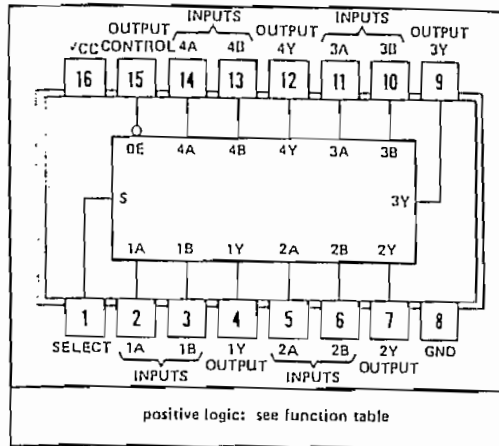 INPUTS INPUTS
OUTPUT OUTPUT OUTPUT
VCC CONTROL 4A 4B 4Y 3A 3B 3Y
16 15 14 13 12 11 10 9
OE 4A 4B 4Y 3A 3B
S 3Y
1A 1B 1Y 2A 2B 2Y
1 2 3 4 5 6 7 8
SELECT 1A 1B 1Y 2A 2B 2Y GND
OUTPUT OUTPUT
INPUTS INPUTS
positive logic: see function table